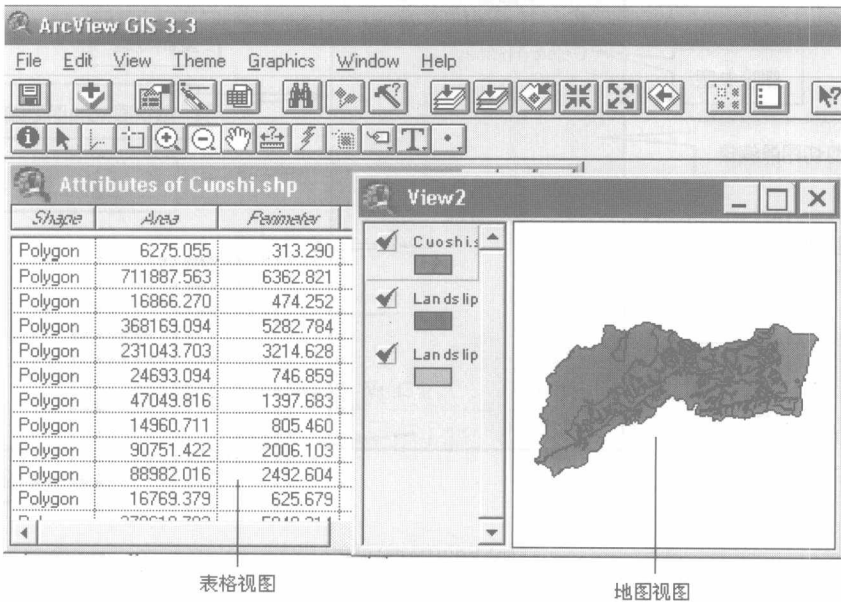 ArcView GIS 3.3
File Edit View Theme Graphics Window Help
Attributes of Cuoshi.shp
Shape Area Perimeter
Polygon 6275.055 313.290
Polygon 711887.563 6362.821
Polygon 16866.270 474.252
Polygon 368169.094 5282.784
Polygon 231043.703 3214.628
Polygon 24693.094 746.859
Polygon 47049.816 1397.683
Polygon 14960.711 805.460
Polygon 90751.422 2006.103
Polygon 88982.016 2492.604
Polygon 16769.379 625.679
View2
Cuoshi.s
Landslip
Landslip
表格视图
地图视图